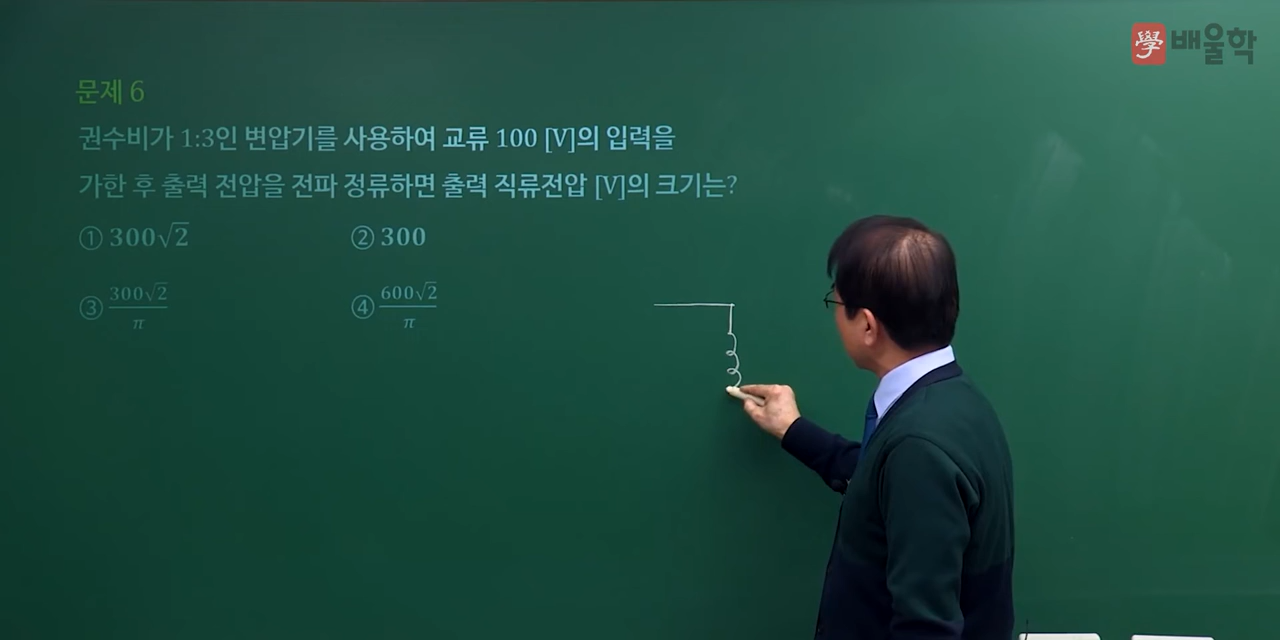 學 배울학
문제 6
권수비가 1:3인 변압기를 사용하여 교류 100 [V]의 입력을
가한 후 출력 전압을 전파 정류하면 출력 직류전압 [V]의 크기는?
① 300√2 ② 300
③ 300√2/π ④ 600√2/π